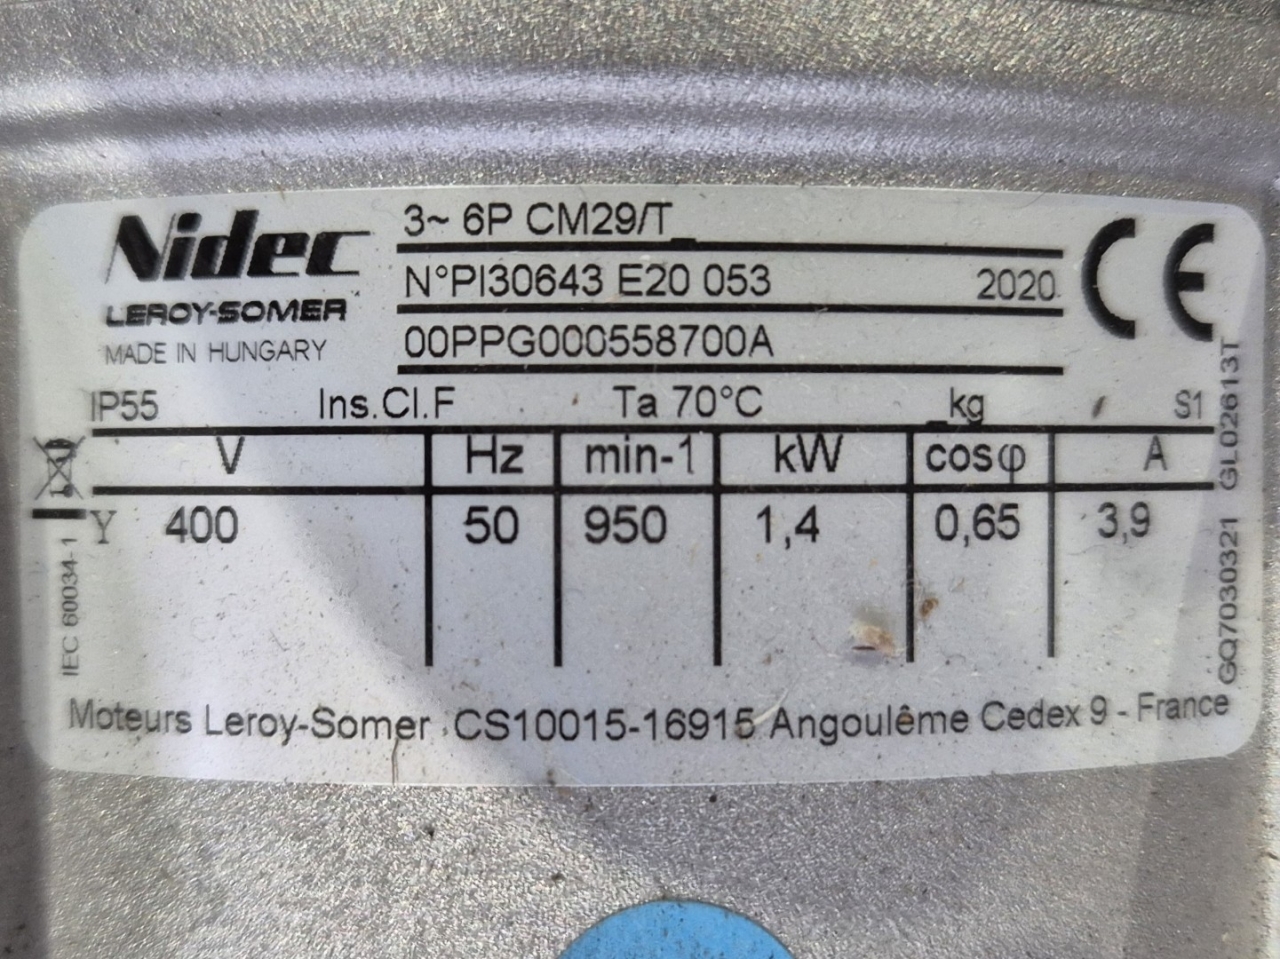 Nidec
LEROY-SOMER
MADE IN HUNGARY
3~ 6P CM29/T
N°PI30643 E20 053 2020
00PPG000558700A
CE
IP55 Ins.Cl.F Ta 70°C kg S1
V Hz min-1 kW cosφ A
Y 400 50 950 1,4 0,65 3,9
IEC 60034-1
GQ7030321 GL02613T
Moteurs Leroy-Somer CS10015-16915 Angoulême Cedex 9 - France